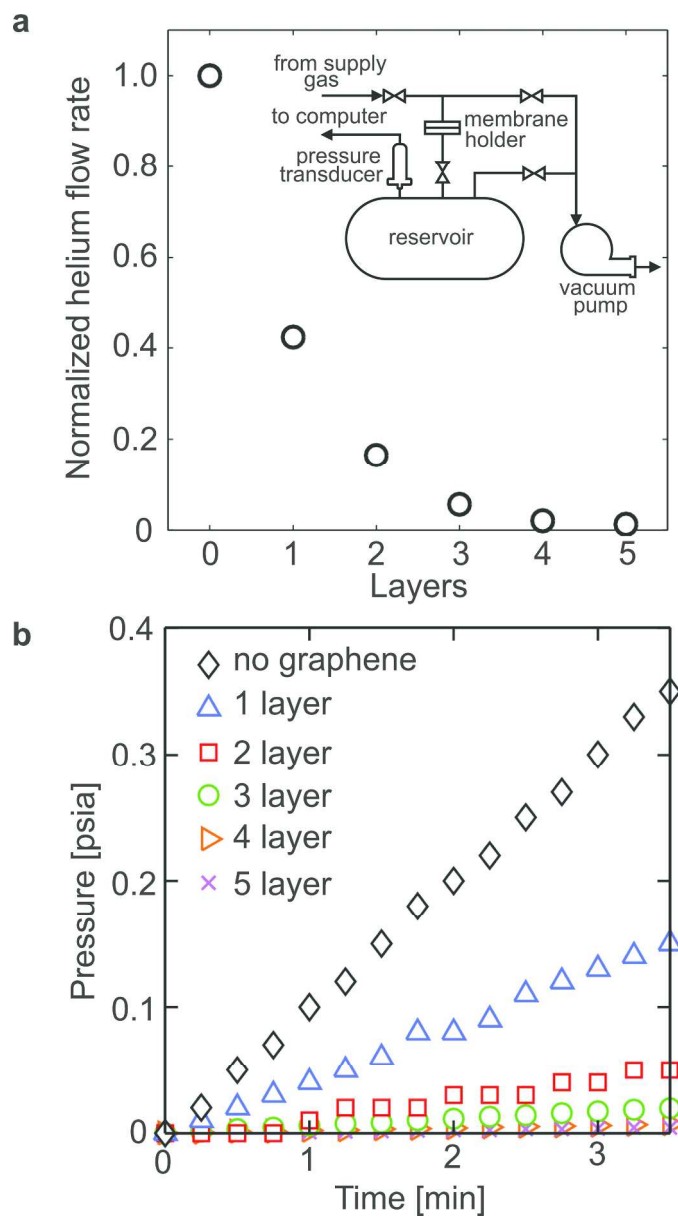 a
Normalized helium flow rate
1.0
0.8
0.6
0.4
0.2
0
from supply
gas
to computer
pressure
transducer
membrane
holder
reservoir
vacuum
pump
0 1 2 3 4 5
Layers
b
Pressure [psia]
0.4
0.3
0.2
0.1
0
no graphene
1 layer
2 layer
3 layer
4 layer
5 layer
0 1 2 3
Time [min]